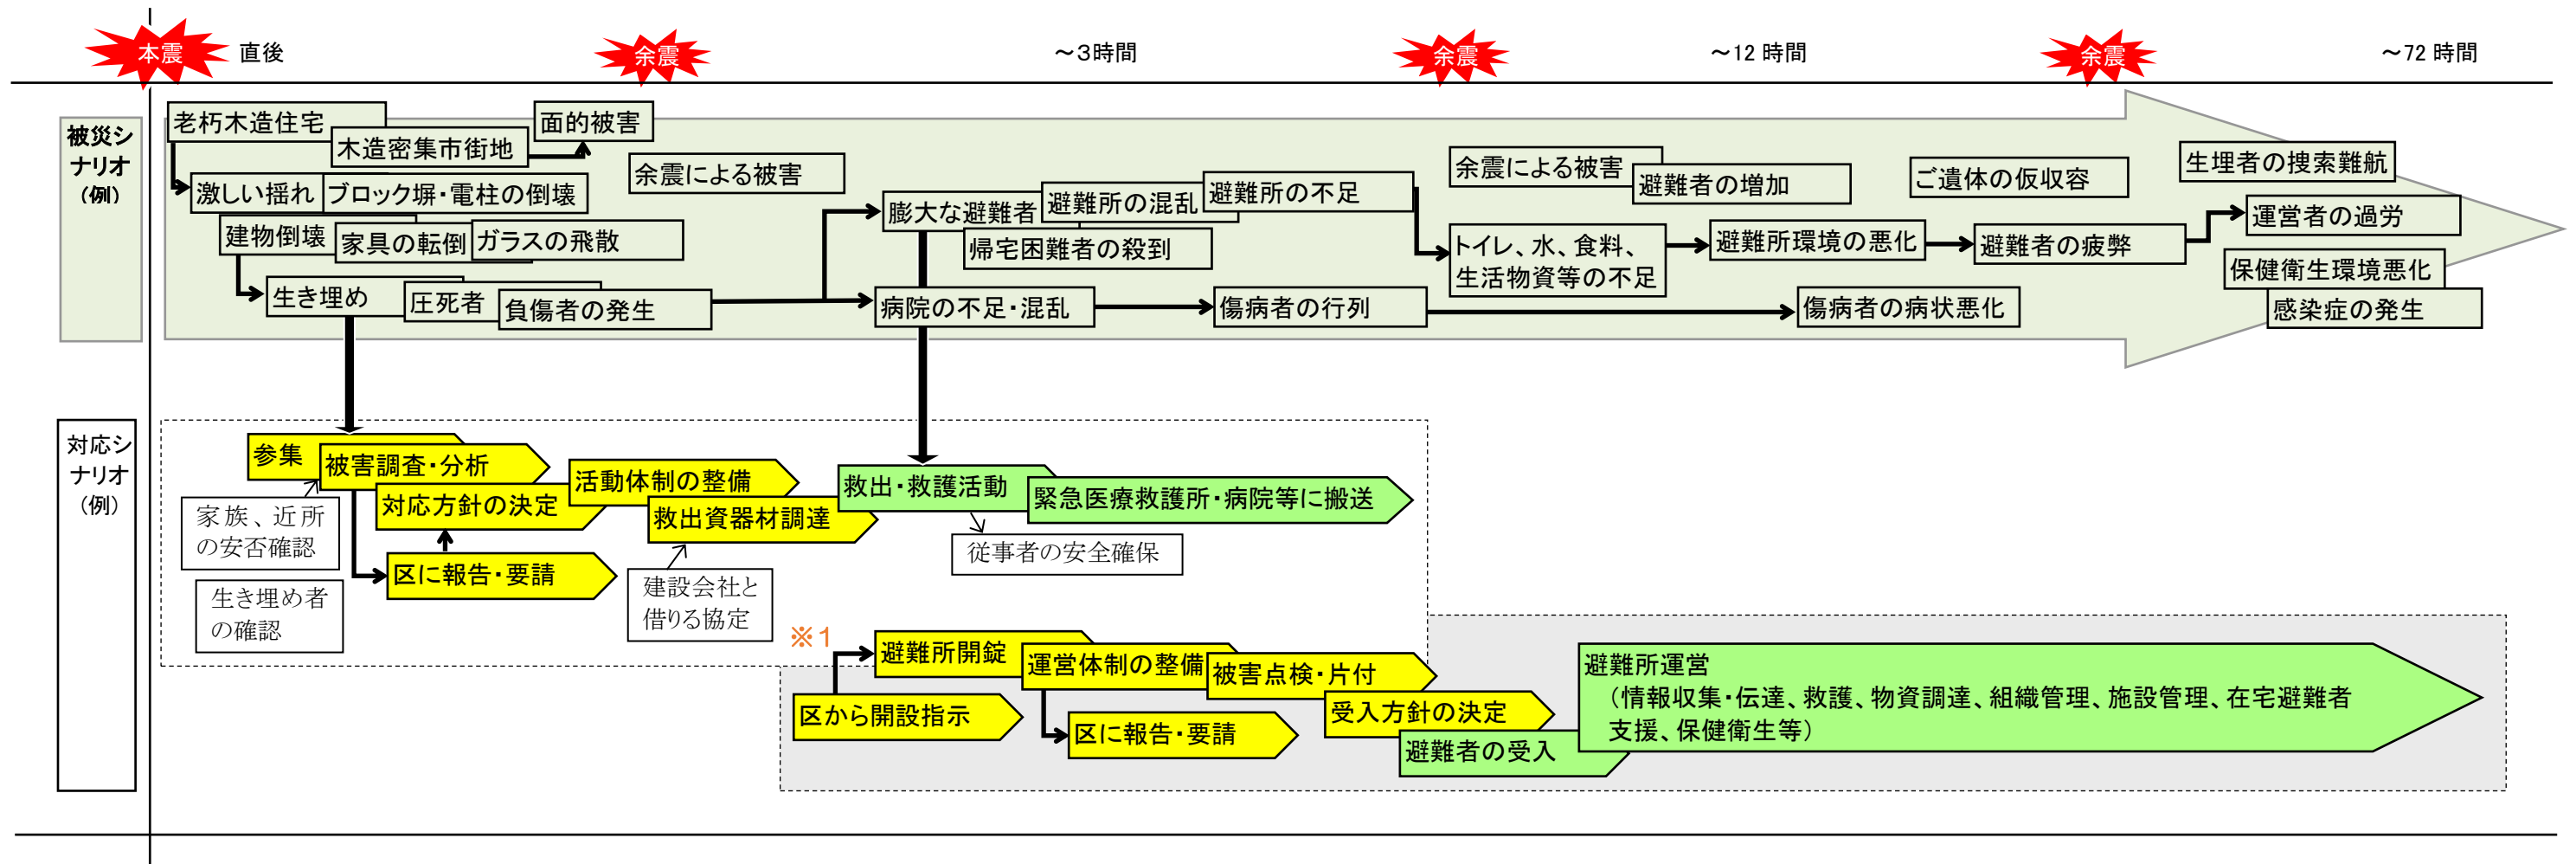 本震
直後
余震
～3時間
余震
～12時間
余震
～72時間
被災シ
ナリオ
(例)
老朽木造住宅
木造密集市街地
面的被害
余震による被害
激しい揺れ
ブロック塀・電柱の倒壊
建物倒壊
家具の転倒
ガラスの飛散
生き埋め
圧死者
負傷者の発生
膨大な避難者
避難所の混乱
避難所の不足
帰宅困難者の殺到
病院の不足・混乱
傷病者の行列
余震による被害
避難者の増加
ご遺体の仮収容
生埋者の捜索難航
トイレ、水、食料、
生活物資等の不足
避難所環境の悪化
避難者の疲弊
運営者の過労
傷病者の病状悪化
保健衛生環境悪化
感染症の発生
対応シ
ナリオ
(例)
参集
被害調査・分析
対応方針の決定
活動体制の整備
救出資器材調達
救出・救護活動
緊急医療救護所・病院等に搬送
家族、近所
の安否確認
区に報告・要請
生き埋め者
の確認
建設会社と
借りる協定
従事者の安全確保
※1
避難所開錠
運営体制の整備
被害点検・片付
区から開設指示
区に報告・要請
受入方針の決定
避難者の受入
避難所運営
(情報収集・伝達、救護、物資調達、組織管理、施設管理、在宅避難者
支援、保健衛生等)